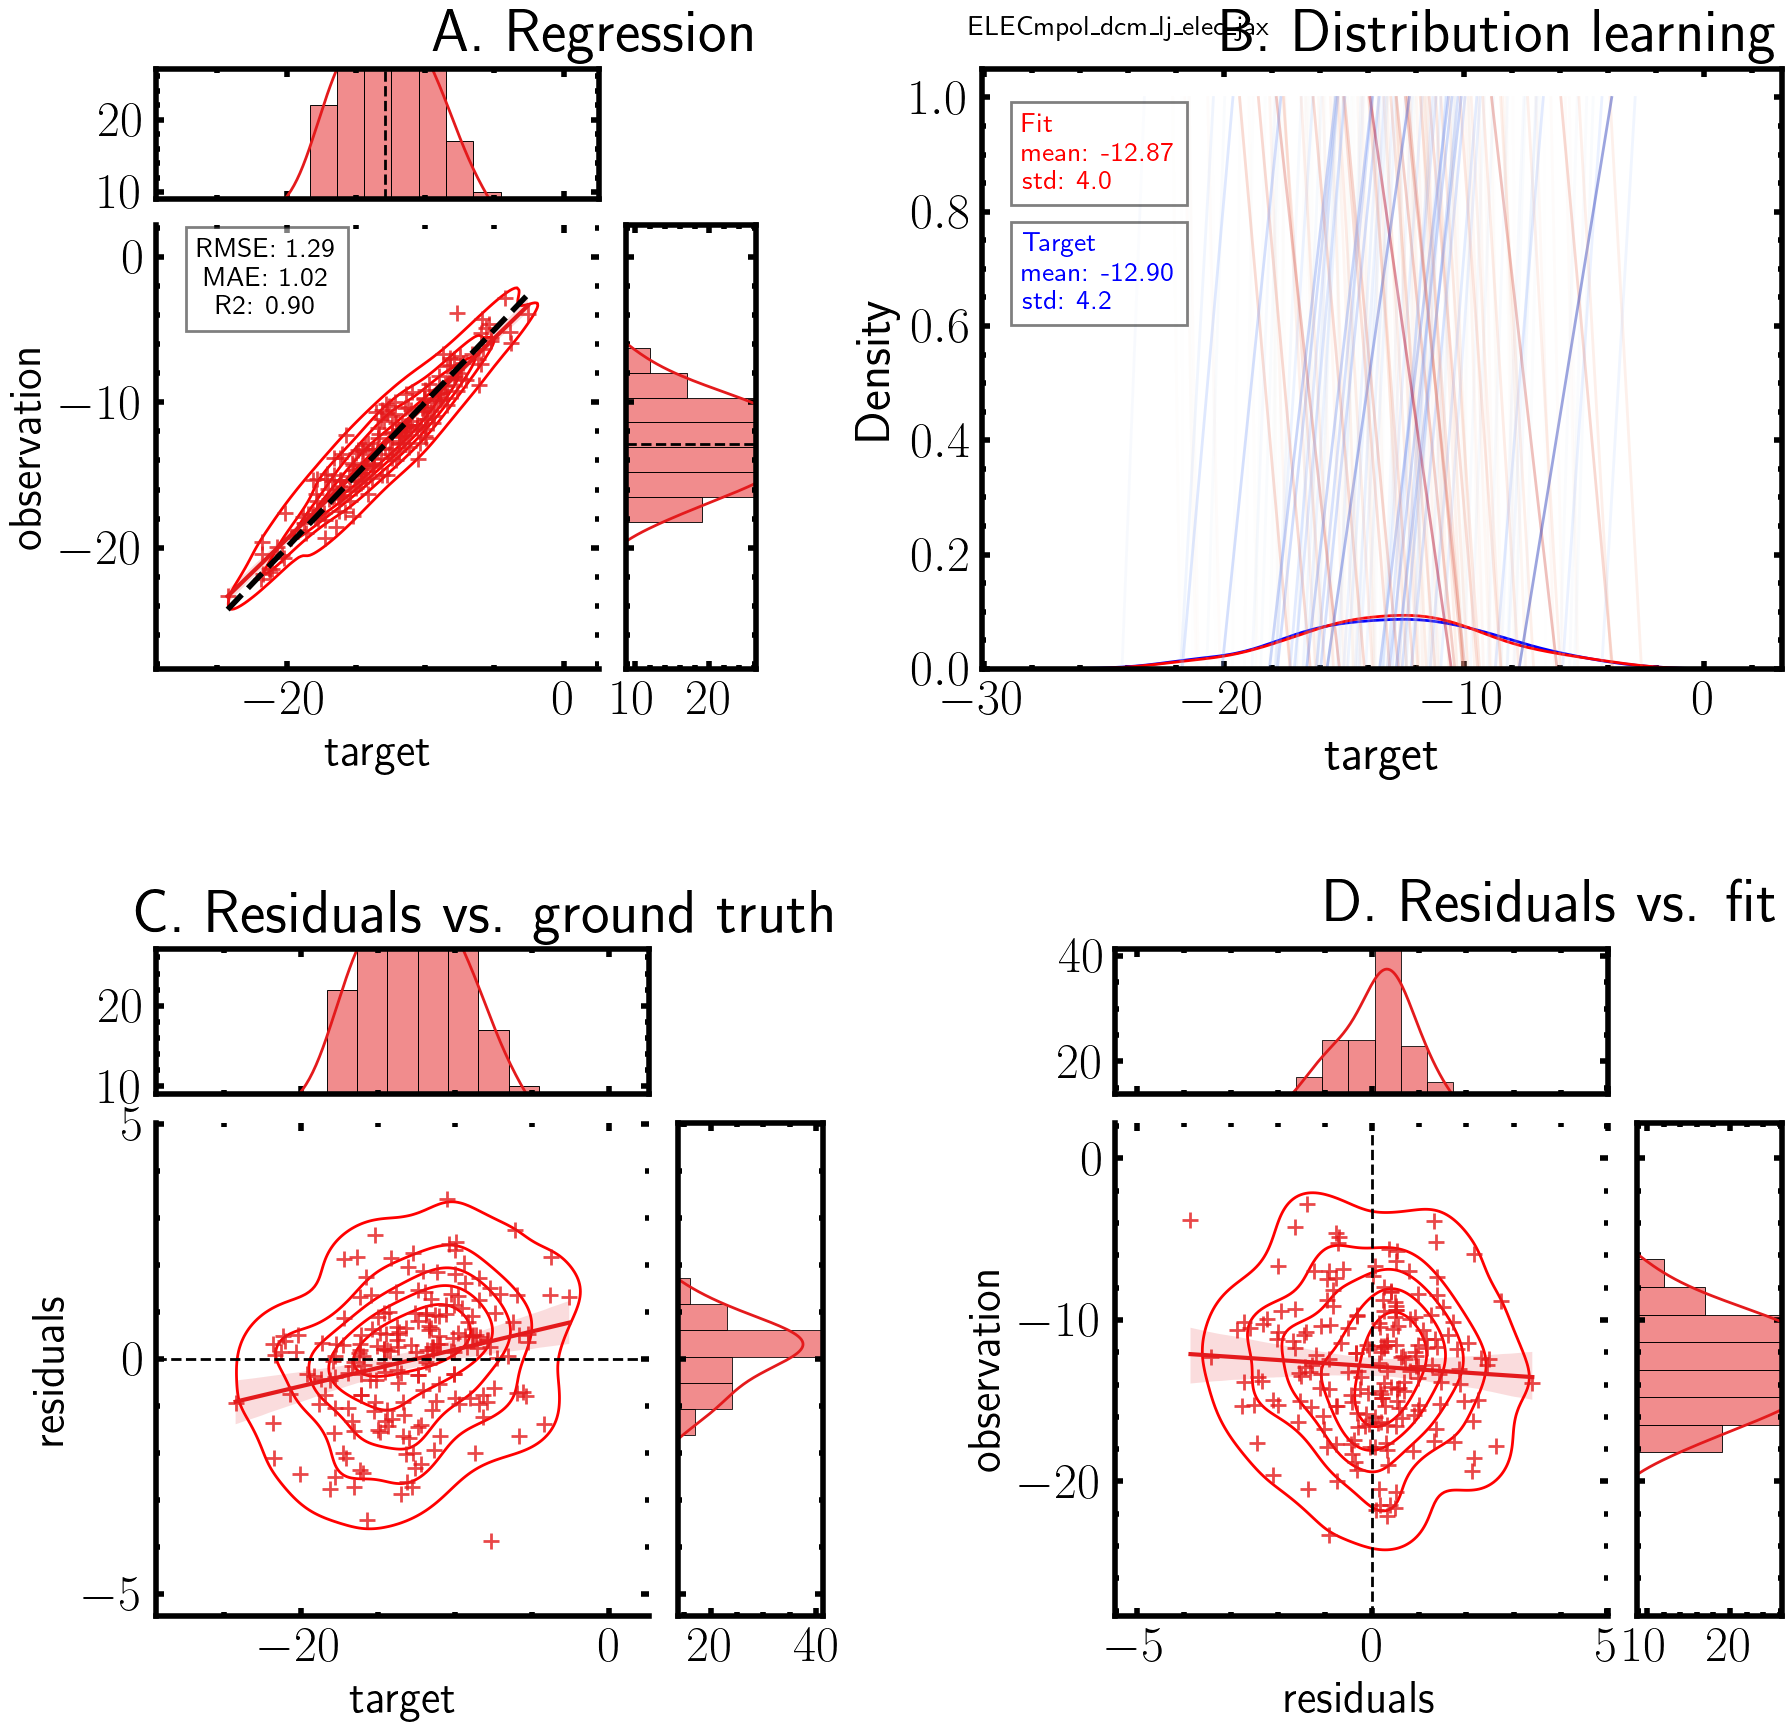 A. Regression
ELECmpol_dcm_lj_elec_jax
B. Distribution learning
20
10
RMSE: 1.29
MAE: 1.02
R2: 0.90
0
−10
−20
observation
−20
0
target
10
20
1.0
0.8
0.6
0.4
0.2
0.0
Density
Fit
mean: -12.87
std: 4.0
Target
mean: -12.90
std: 4.2
−30
−20
−10
0
target
C. Residuals vs. ground truth
20
10
5
0
−5
residuals
−20
0
target
20
40
D. Residuals vs. fit
40
20
0
−10
−20
observation
−5
0
5
residuals
10
20